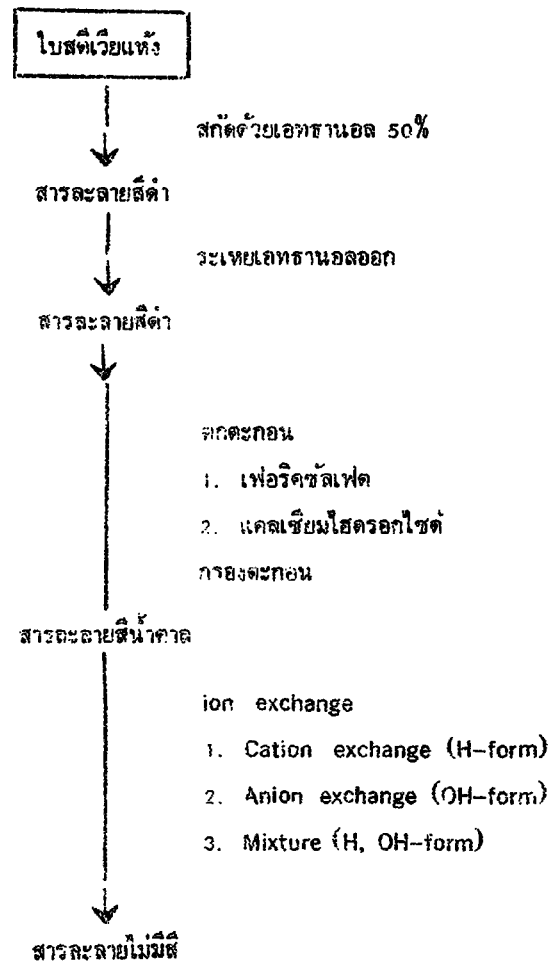 ใบสตีเวียแห้ง
สกัดด้วยเอทธานอล 50%
สารละลายสีดำ
ระเหยเอทธานอลออก
สารละลายสีดำ
ตกตะกอน
1. เฟอริคซัลเฟต
2. แคลเซียมไฮดรอกไซด์
กรองตะกอน
สารละลายสีน้ำตาล
ion exchange
1. Cation exchange (H-form)
2. Anion exchange (OH-form)
3. Mixture (H, OH-form)
สารละลายไม่มีสี